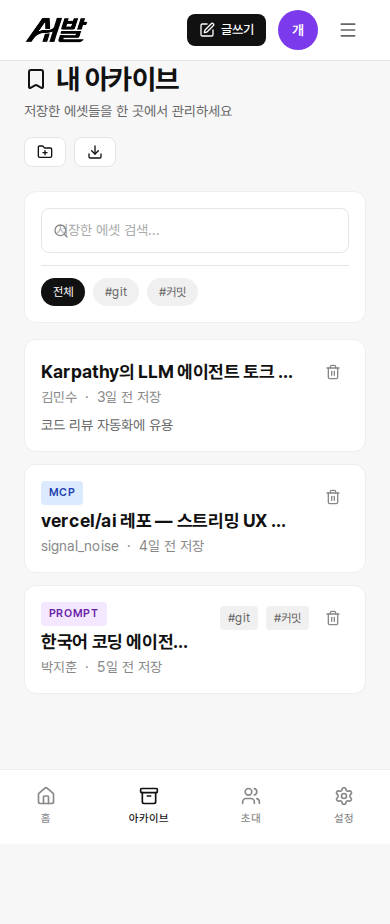 AI발
글쓰기
개
내 아카이브
저장한 에셋들을 한 곳에서 관리하세요
저장한 에셋 검색...
전체
#git
#커밋
Karpathy의 LLM 에이전트 토크 ...
김민수 · 3일 전 저장
코드 리뷰 자동화에 유용
MCP
vercel/ai 레포 — 스트리밍 UX ...
signal_noise · 4일 전 저장
PROMPT
#git
#커밋
한국어 코딩 에이전...
박지훈 · 5일 전 저장
홈
아카이브
초대
설정